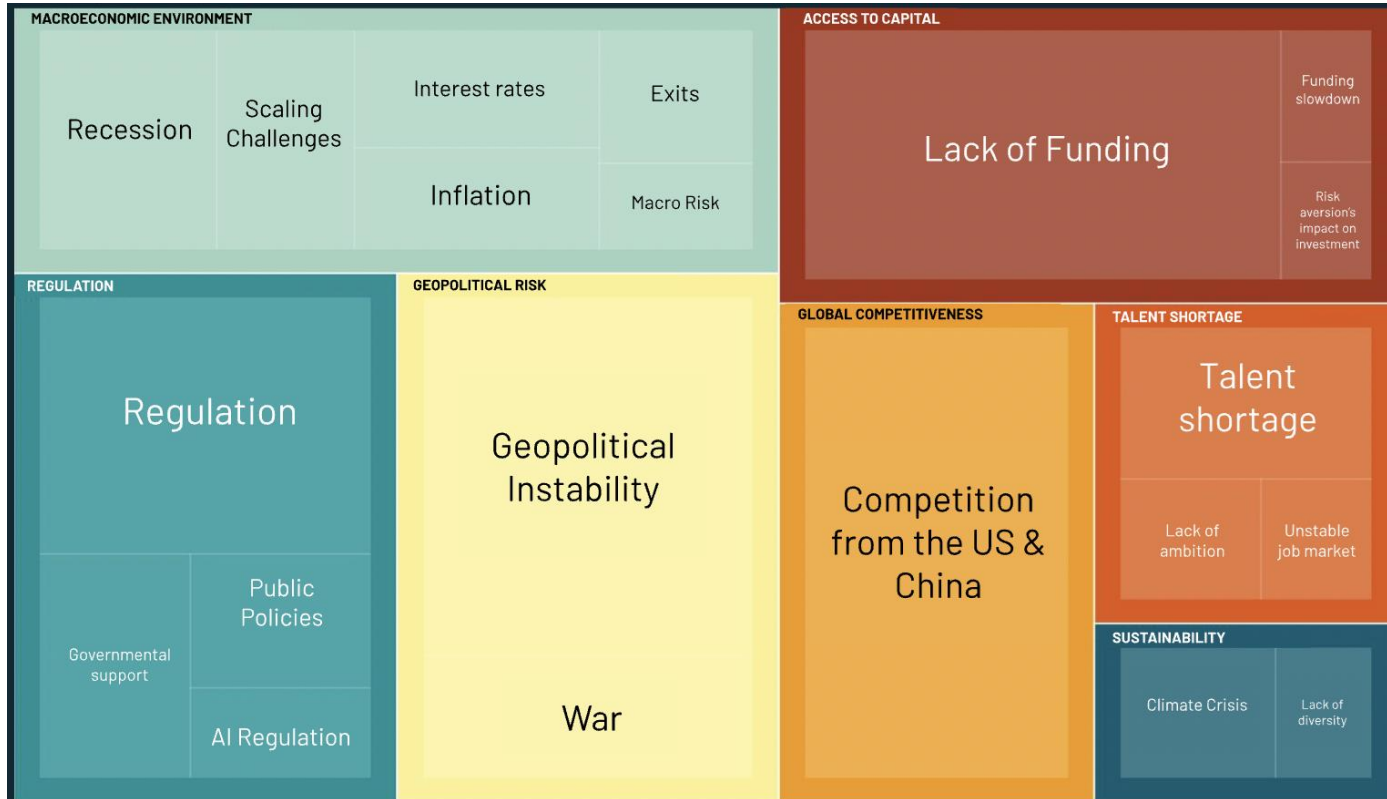 MACROECONOMIC ENVIRONMENT
Recession
Scaling
Challenges
Interest rates
Inflation
Exits
Macro Risk
ACCESS TO CAPITAL
Lack of Funding
Funding
slowdown
Risk
aversion's
impact on
investment
REGULATION
Regulation
Governmental
support
Public
Policies
AI Regulation
GEOPOLITICAL RISK
Geopolitical
Instability
War
GLOBAL COMPETITIVENESS
Competition
from the US &
China
TALENT SHORTAGE
Talent
shortage
Lack of
ambition
Unstable
job market
SUSTAINABILITY
Climate Crisis
Lack of
diversity